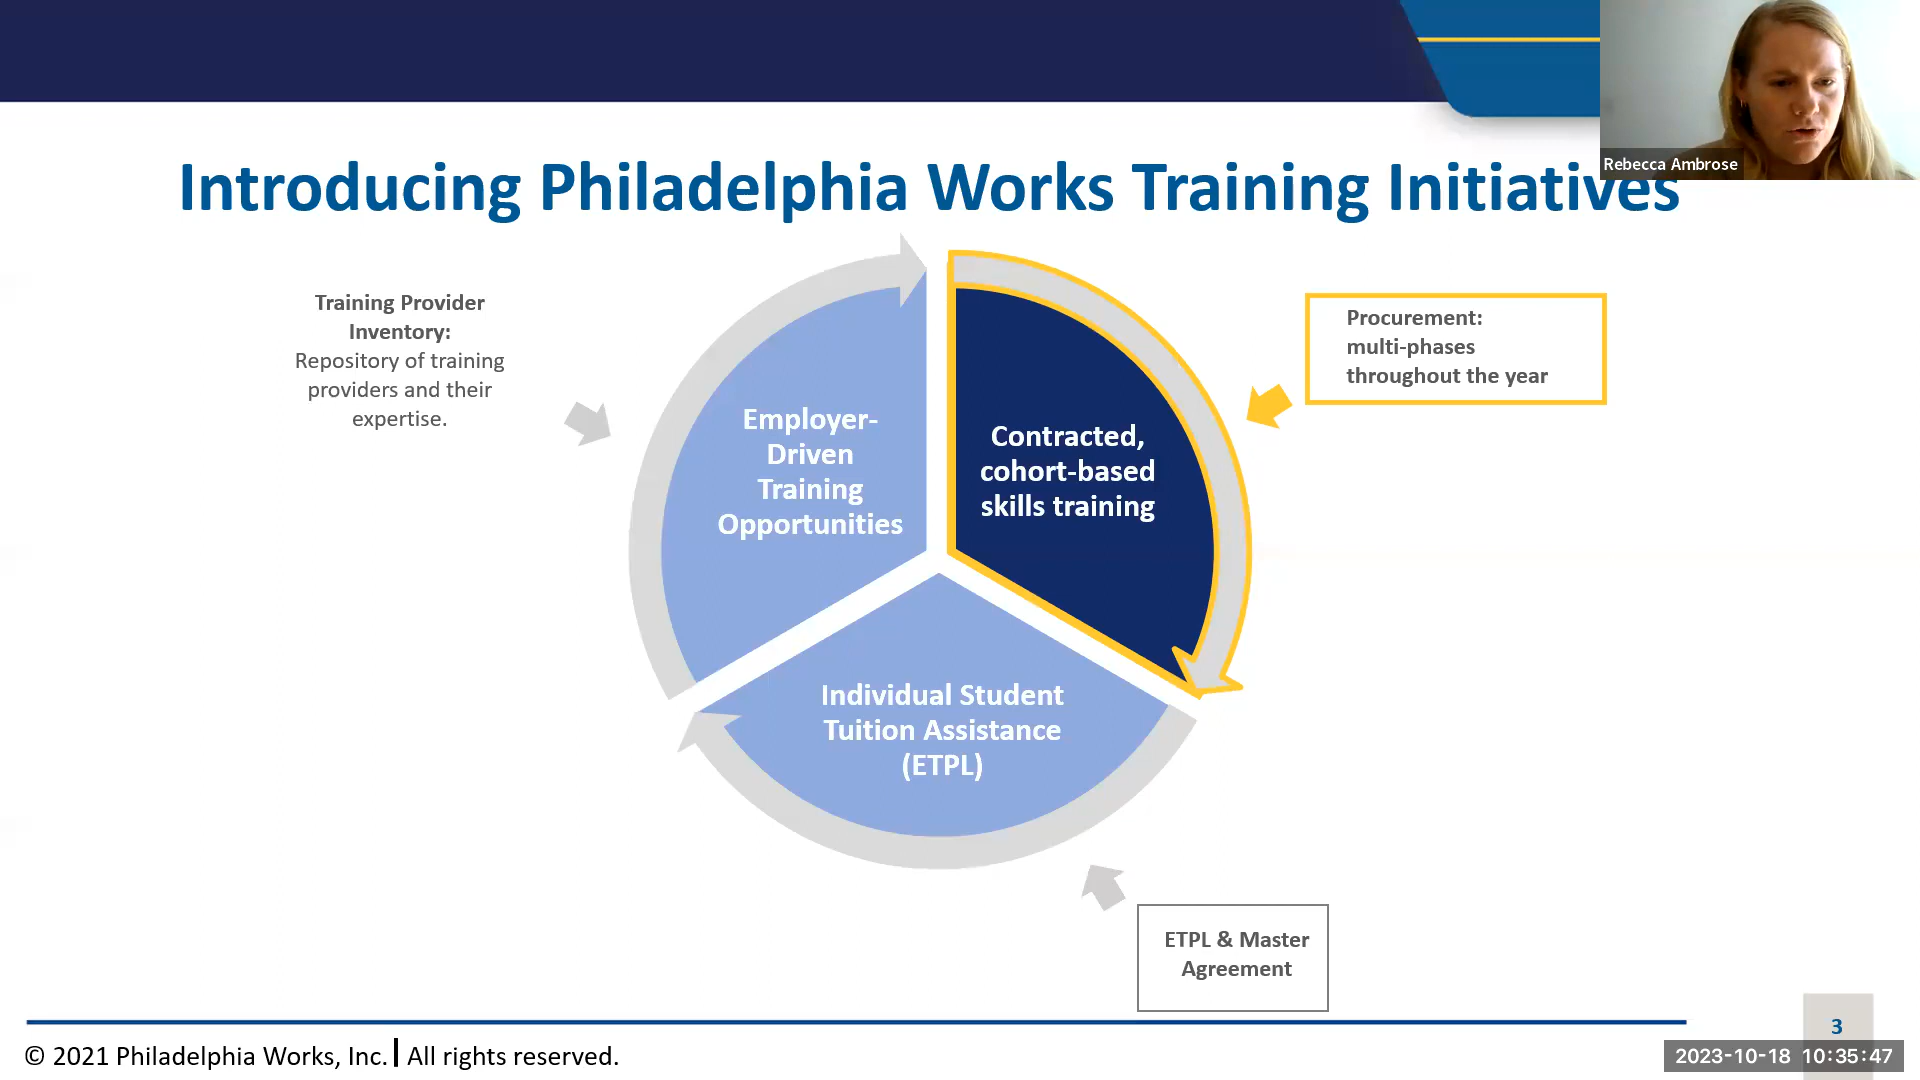 Rebecca Ambrose
Introducing Philadelphia Works Training Initiatives
Training Provider
Inventory:
Repository of training
providers and their
expertise.
Employer-
Driven
Training
Opportunities
Contracted,
cohort-based
skills training
Procurement:
multi-phases
throughout the year
Individual Student
Tuition Assistance
(ETPL)
ETPL & Master
Agreement
© 2021 Philadelphia Works, Inc. | All rights reserved.
3
2023-10-18 10:35:47